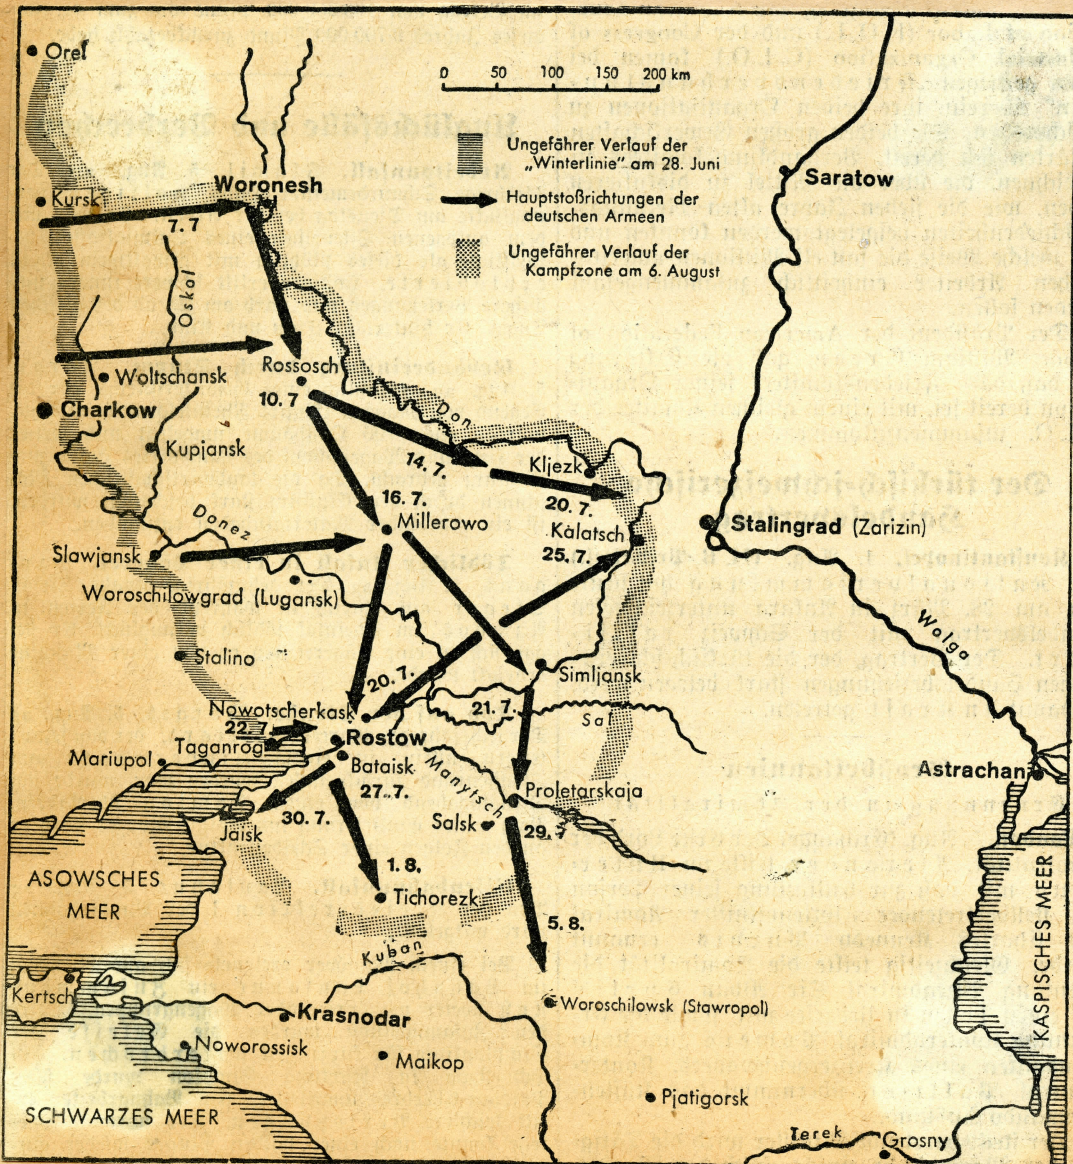 Orel
0 50 100 150 200 km
Ungefährer Verlauf der
„Winterlinie" am 28. Juni
Hauptstoßrichtungen der
deutschen Armeen
Ungefährer Verlauf der
Kampfzone am 6. August
Woronesh
Saratow
Kursk
7. 7
Oskol
Rossosch
Woltschansk
10. 7
Charkow
Don
Kupjansk
14. 7.
Kljezk
16. 7.
20. 7.
Donez
Millerowo
Kalatsch
Stalingrad (Zarizin)
25. 7.
Slawjansk
Woroschilowgrad (Lugansk)
Wolga
Stalino
20. 7.
Simljansk
Nowotscherkask
21. 7.
Sal
22. 7.
Taganrog
Rostow
Mariupol
Bataisk
Manytsch
Astrachan
27. 7.
Proletarskaja
30. 7.
Salsk
29. 7
Jaisk
ASOWSCHES
MEER
1. 8.
Tichorezk
5. 8.
Kuban
KASPISCHES MEER
Kertsch
Krasnodar
Woroschilowsk (Stawropol)
Noworossisk
Maikop
Pjatigorsk
SCHWARZES MEER
Terek
Grosny